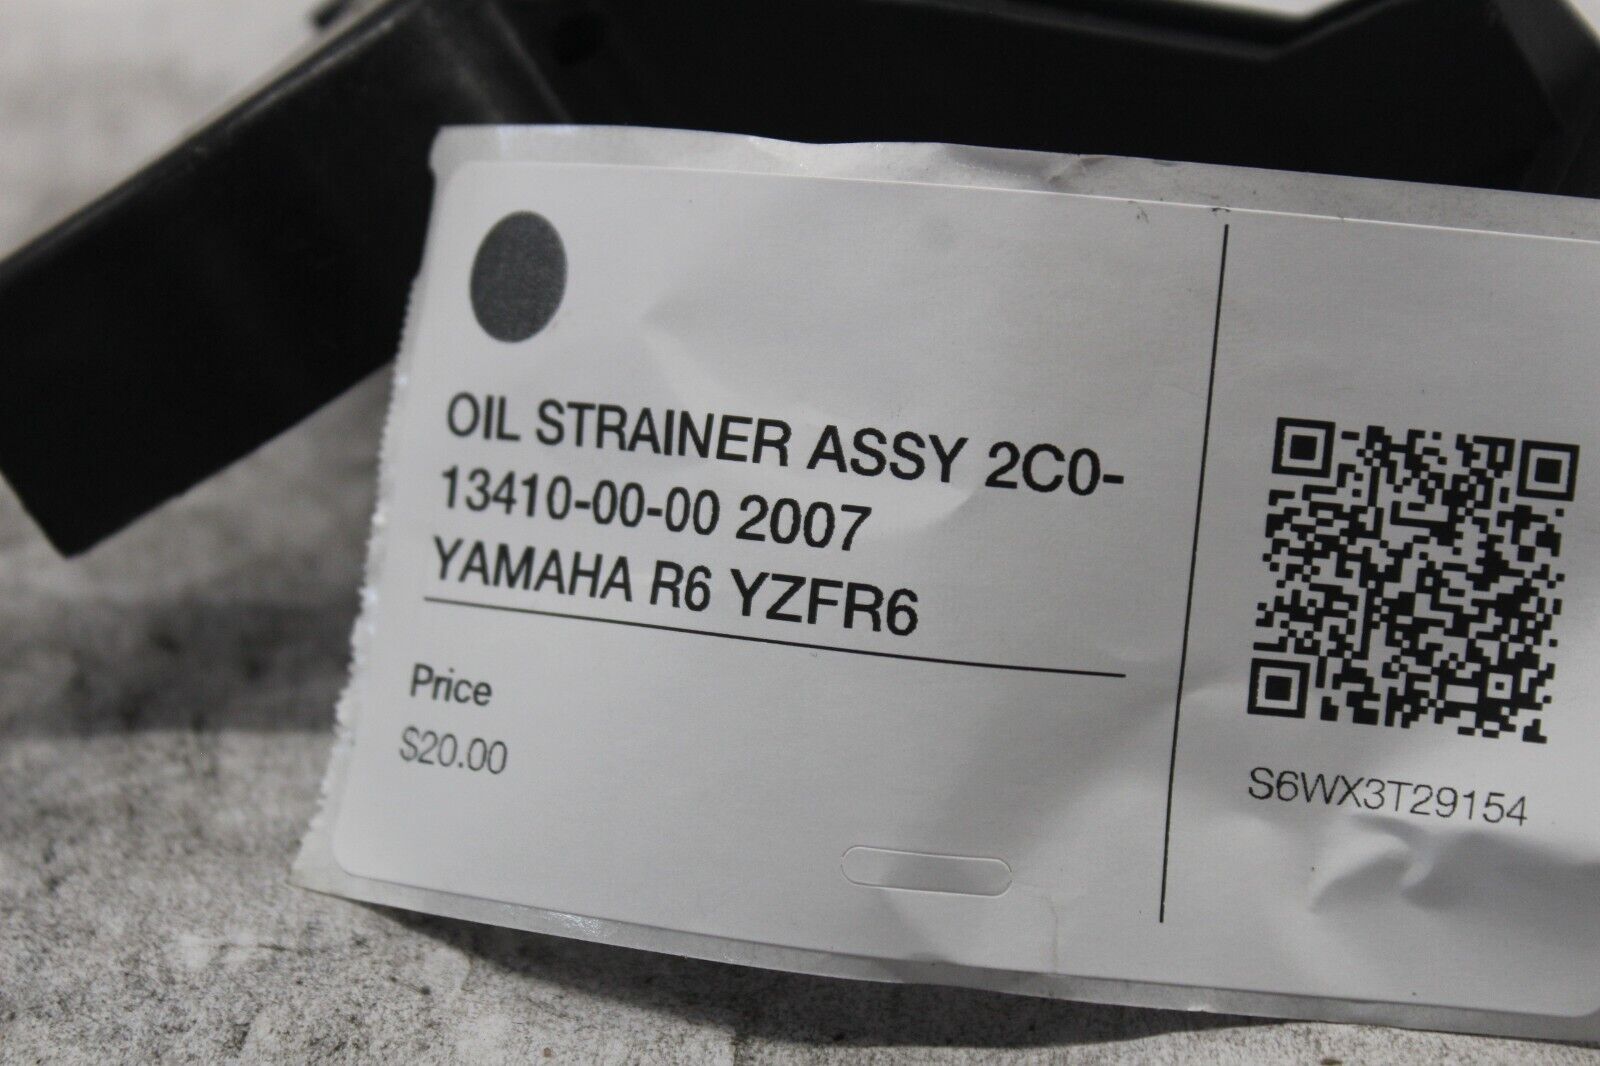 OIL STRAINER ASSY 2C0-
13410-00-00 2007
YAMAHA R6 YZFR6
Price
$20.00
S6WX3T29154